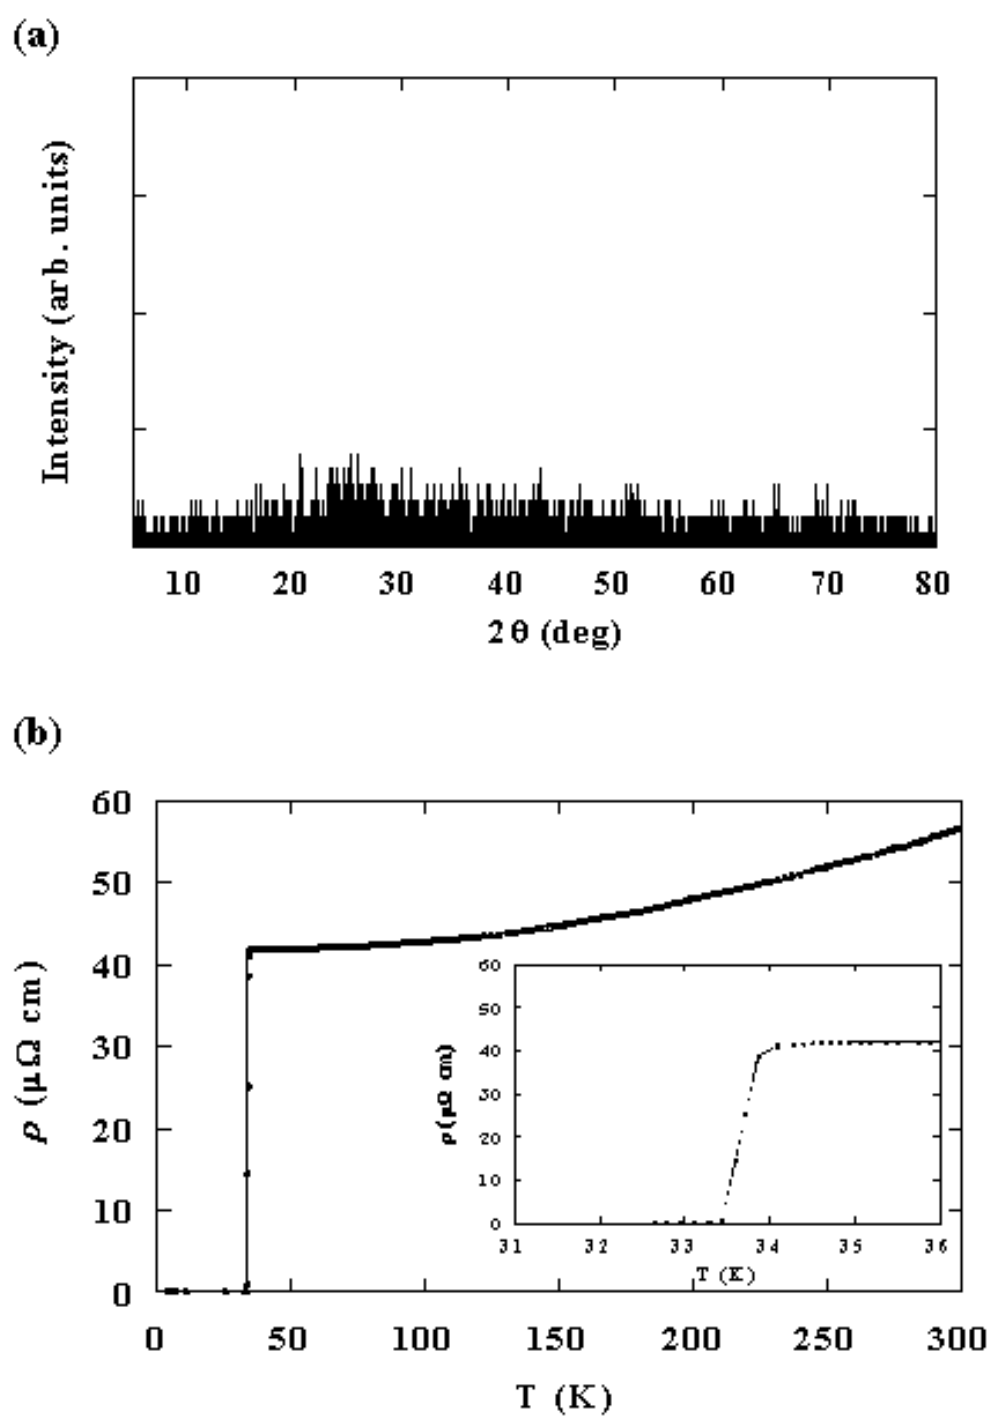 (a)
Intensity (arb. units)
10 20 30 40 50 60 70 80
2θ (deg)
(b)
60
50
40
30
20
10
0
ρ (μΩ cm)
0 50 100 150 200 250 300
T (K)
60
50
40
30
20
10
0
ρ (μΩ cm)
31 32 33 34 35 36
T (K)